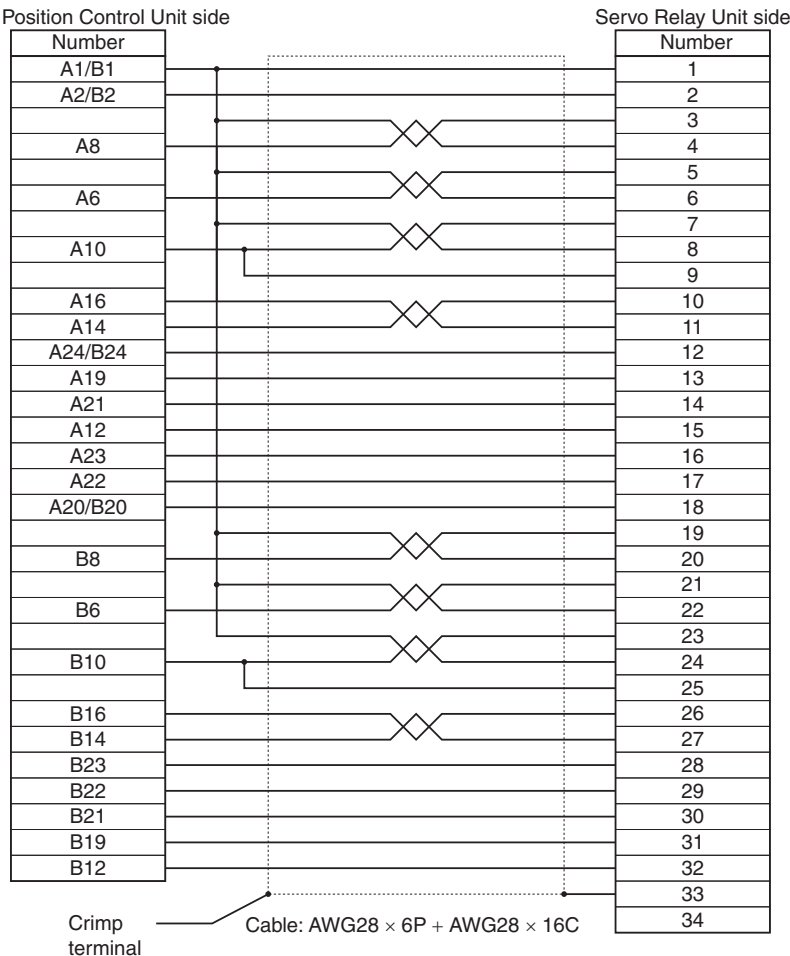 Position Control Unit side Servo Relay Unit side
Number Number
A1/B1 1
A2/B2 2
3
A8 4
5
A6 6
7
A10 8
9
A16 10
A14 11
A24/B24 12
A19 13
A21 14
A12 15
A23 16
A22 17
A20/B20 18
19
B8 20
21
B6 22
23
B10 24
25
B16 26
B14 27
B23 28
B22 29
B21 30
B19 31
B12 32
33
34
Crimp
terminal
Cable: AWG28 × 6P + AWG28 × 16C